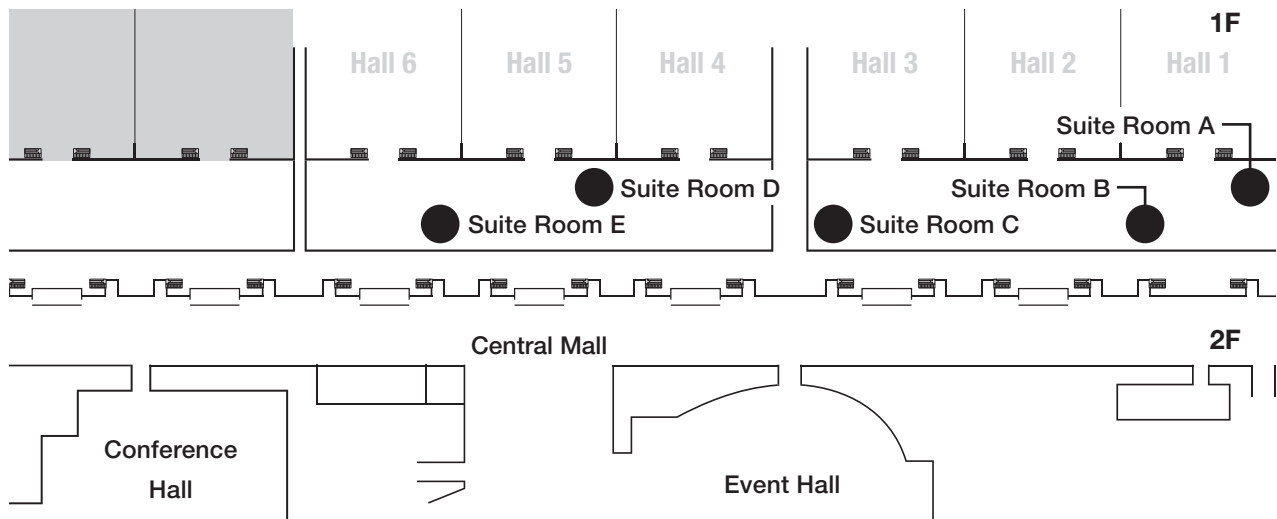 1F
Hall 6
Hall 5
Hall 4
Hall 3
Hall 2
Hall 1
Suite Room A
Suite Room D
Suite Room B
Suite Room E
Suite Room C
Central Mall
2F
Conference
Hall
Event Hall